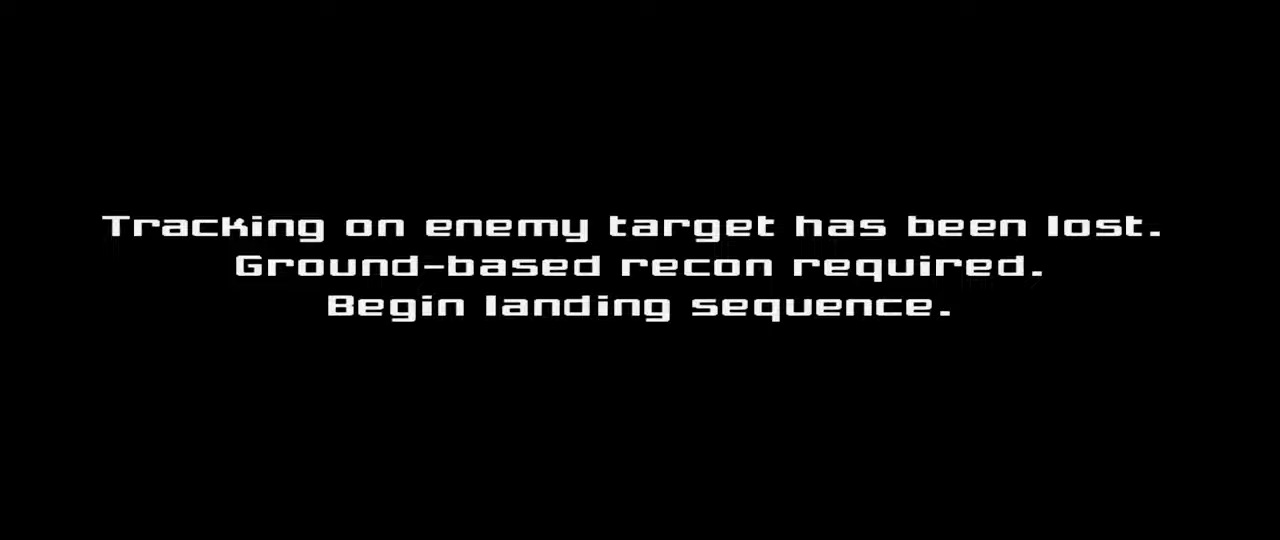 Tracking on enemy target has been lost.
Ground-based recon required.
Begin landing sequence.